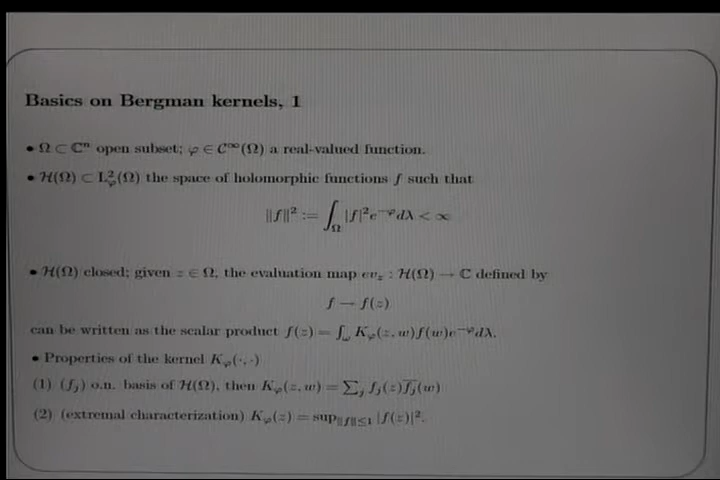 Basics on Bergman kernels, 1
• Ω ⊂ ℂⁿ open subset; φ ∈ 𝒞^∞(Ω) a real-valued function.
• ℋ(Ω) ⊂ L²_φ(Ω) the space of holomorphic functions f such that
‖f‖² := ∫_Ω |f|²e^{−φ}dλ < ∞
• ℋ(Ω) closed; given z ∈ Ω, the evaluation map ev_z : ℋ(Ω) → ℂ defined by
f → f(z)
can be written as the scalar product f(z) = ∫_ω K_φ(z, w)f(w)e^{−φ}dλ.
• Properties of the kernel K_φ(·, ·)
(1) (f_j) o.n. basis of ℋ(Ω), then K_φ(z, w) = ∑_j f_j(z)\overline{f_j}(w)
(2) (extremal characterization) K_φ(z) = sup_{‖f‖≤1} |f(z)|².